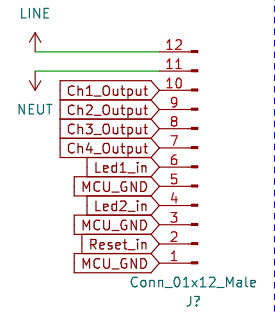 LINE
12
11
NEUT
Ch1_Output 10
Ch2_Output 9
Ch3_Output 8
Ch4_Output 7
Led1_in 6
MCU_GND 5
Led2_in 4
MCU_GND 3
Reset_in 2
MCU_GND 1
Conn_01x12_Male
J?